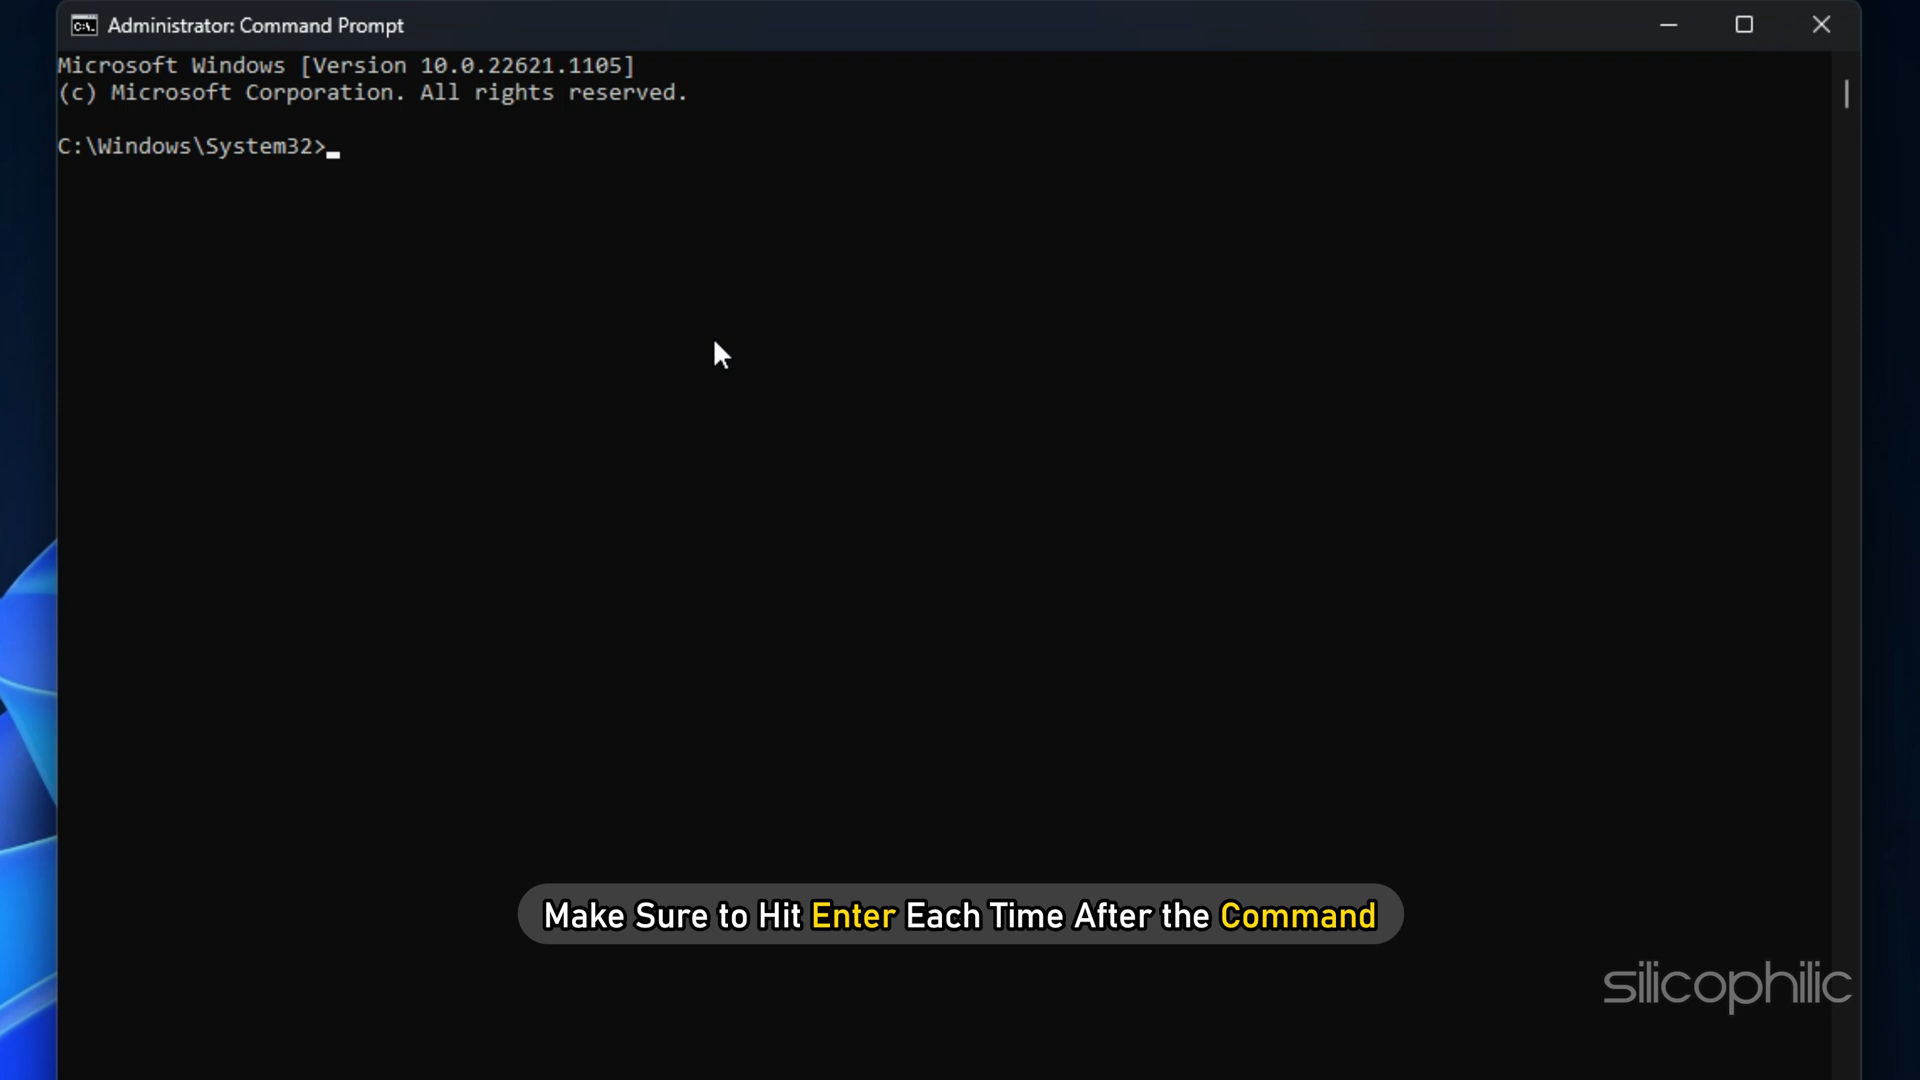 Administrator: Command Prompt
Microsoft Windows [Version 10.0.22621.1105]
(c) Microsoft Corporation. All rights reserved.
C:\Windows\System32>
Make Sure to Hit Enter Each Time After the Command
silicophilic